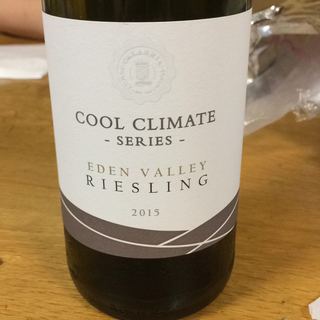 COOL CLIMATE
- SERIES -
EDEN VALLEY
RIESLING
2015